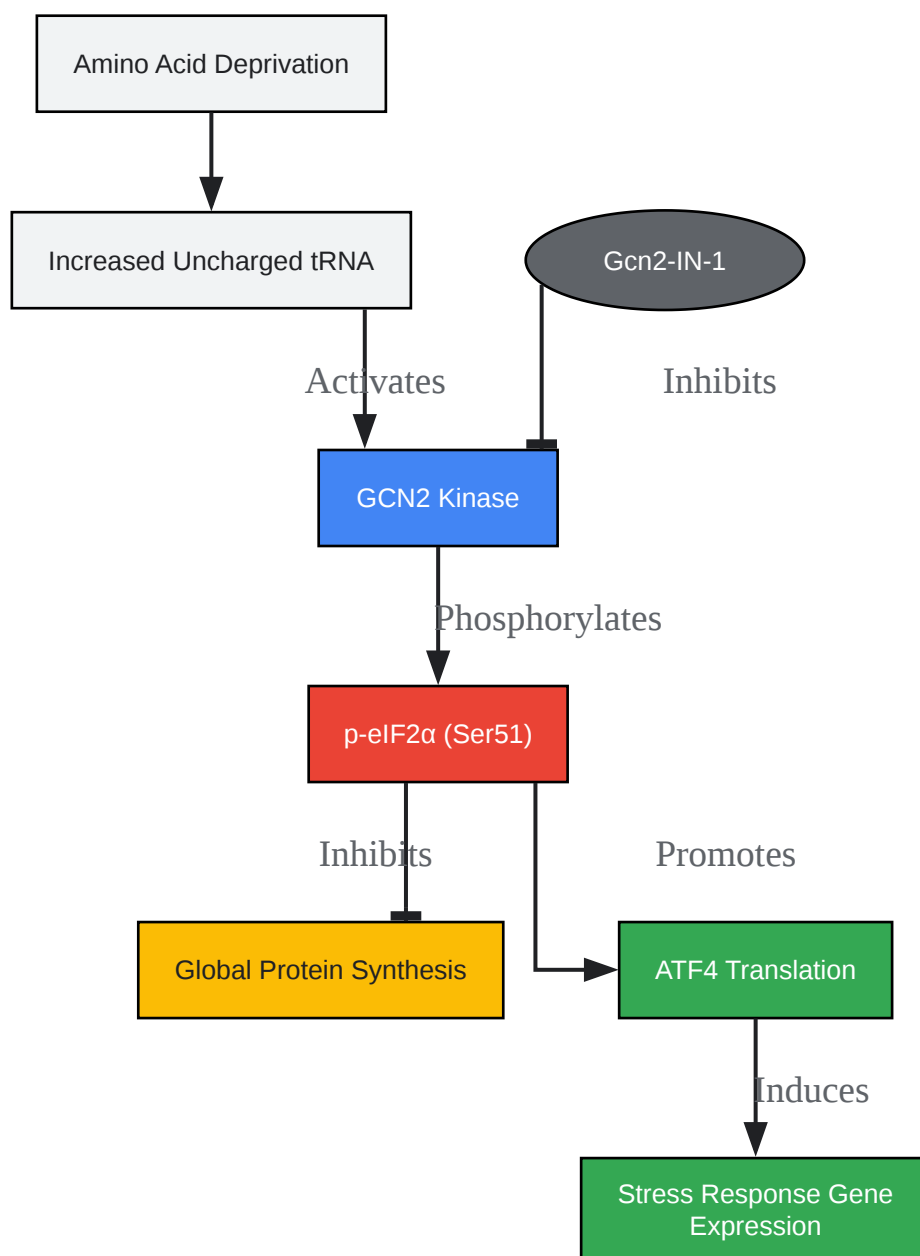 Amino Acid Deprivation
Increased Uncharged tRNA
Gcn2-IN-1
Activates
Inhibits
GCN2 Kinase
Phosphorylates
p-eIF2α (Ser51)
Inhibits
Promotes
Global Protein Synthesis
ATF4 Translation
Induces
Stress Response Gene
Expression